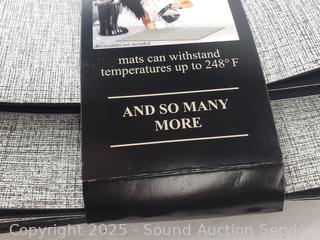 Accessories not included
mats can withstand
temperatures up to 248° F
AND SO MANY
MORE
Copyright 2025 - Sound Auction Service